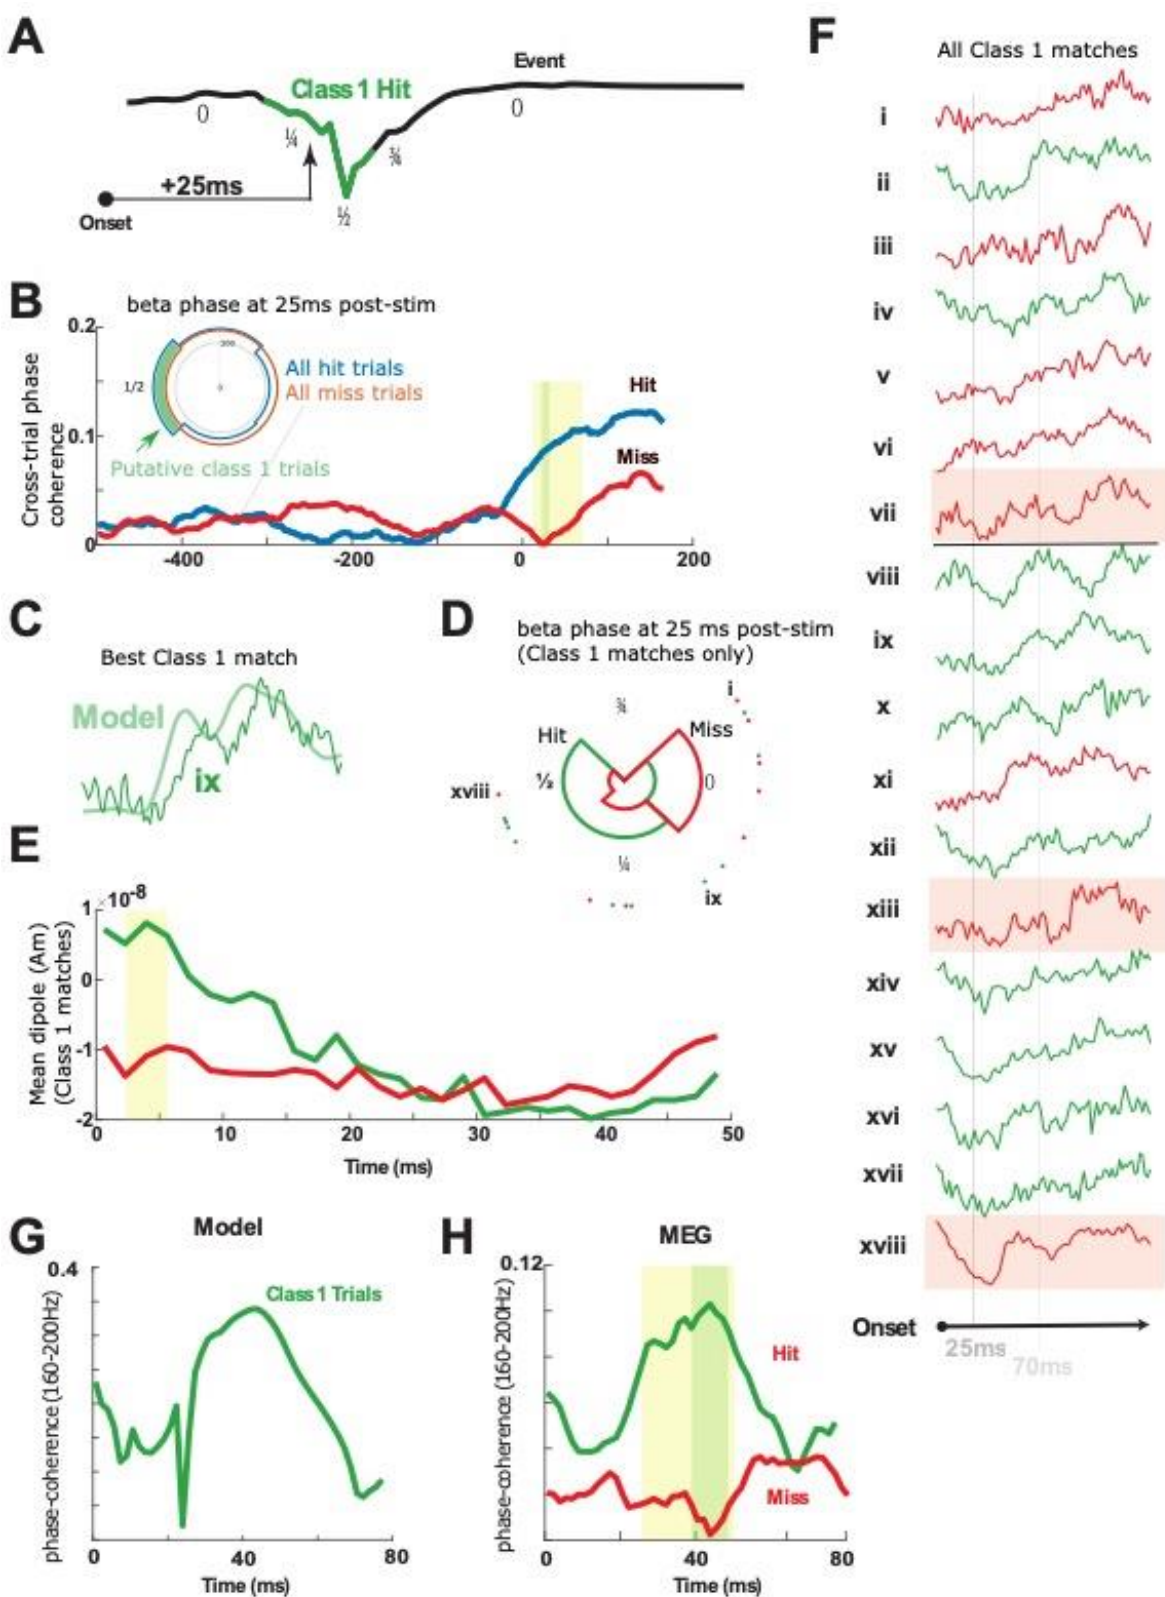 A
Event
Class 1 Hit
0
0
¼
¾
+25ms
Onset
½
B
beta phase at 25ms post-stim
0.2
200
0
1/2
All hit trials
All miss trials
Hit
0.1
Miss
Putative class 1 trials
Cross-trial phase
coherence
0
-400
-200
0
200
C
Best Class 1 match
Model
ix
D
beta phase at 25 ms post-stim
(Class 1 matches only)
i
¾
Hit
Miss
½
0
xviii
¼
ix
E
1
×10-8
0
-1
-2
Mean dipole (Am)
(Class 1 matches)
0
10
20
30
40
50
Time (ms)
F
All Class 1 matches
i
ii
iii
iv
v
vi
vii
viii
ix
x
xi
xii
xiii
xiv
xv
xvi
xvii
xviii
Onset
25ms
70ms
G
Model
0.4
Class 1 Trials
phase-coherence (160-200Hz)
0
40
80
Time (ms)
H
MEG
0.12
Hit
Miss
phase-coherence (160-200Hz)
0
40
80
Time (ms)